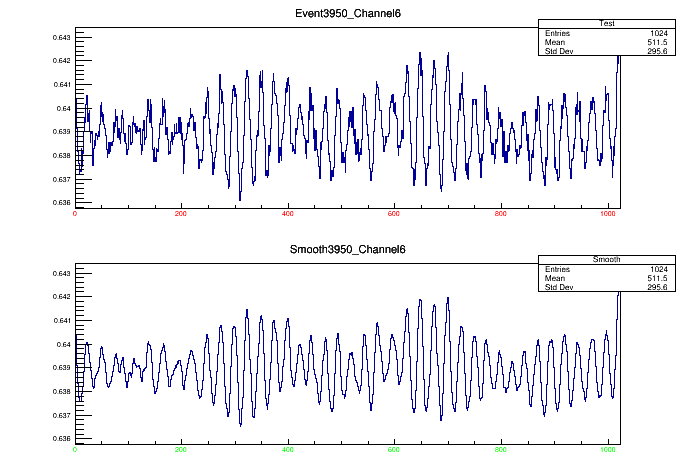 Event3950_Channel6
Test
Entries 1024
Mean 511.5
Std Dev 295.6
0.643
0.642
0.641
0.64
0.639
0.638
0.637
0.636
0 200 400 600 800 1000
Smooth3950_Channel6
Smooth
Entries 1024
Mean 511.5
Std Dev 295.6
0.643
0.642
0.641
0.64
0.639
0.638
0.637
0.636
0 200 400 600 800 1000